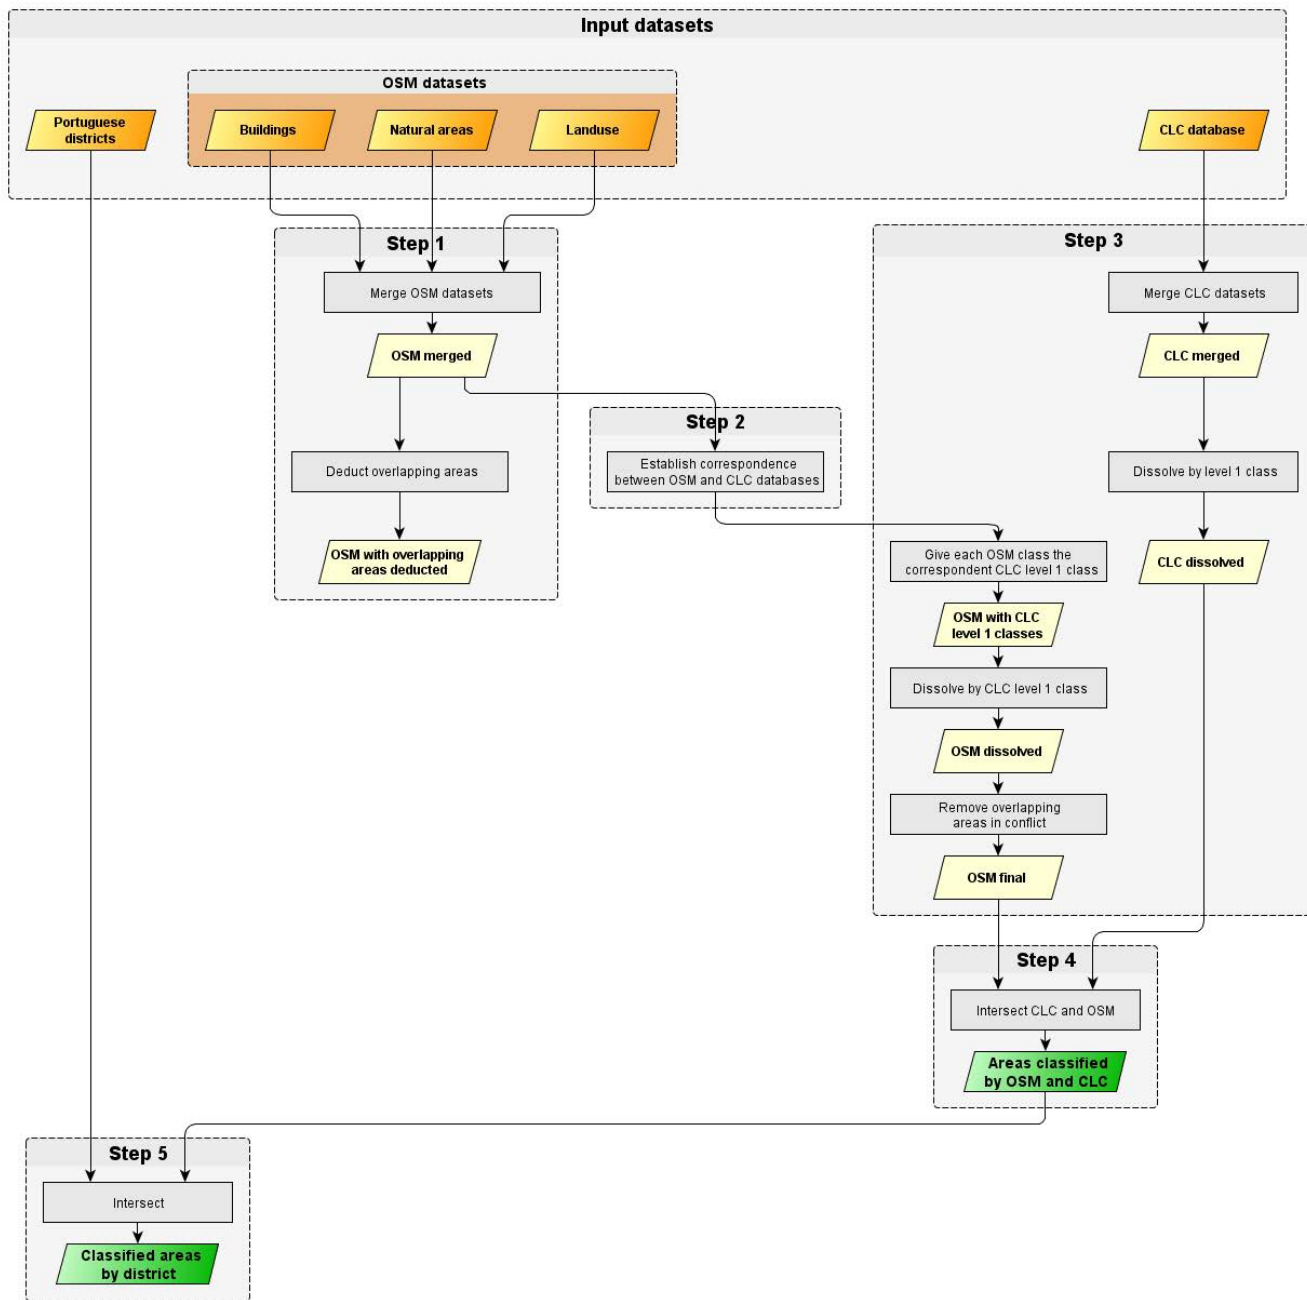 Input datasets
OSM datasets
Portuguese
districts
Buildings
Natural areas
Landuse
CLC database
Step 1
Merge OSM datasets
OSM merged
Deduct overlapping areas
OSM with overlapping
areas deducted
Step 2
Establish correspondence
between OSM and CLC databases
Step 3
Merge CLC datasets
CLC merged
Dissolve by level 1 class
CLC dissolved
Give each OSM class the
correspondent CLC level 1 class
OSM with CLC
level 1 classes
Dissolve by CLC level 1 class
OSM dissolved
Remove overlapping
areas in conflict
OSM final
Step 4
Intersect CLC and OSM
Areas classified
by OSM and CLC
Step 5
Intersect
Classified areas
by district